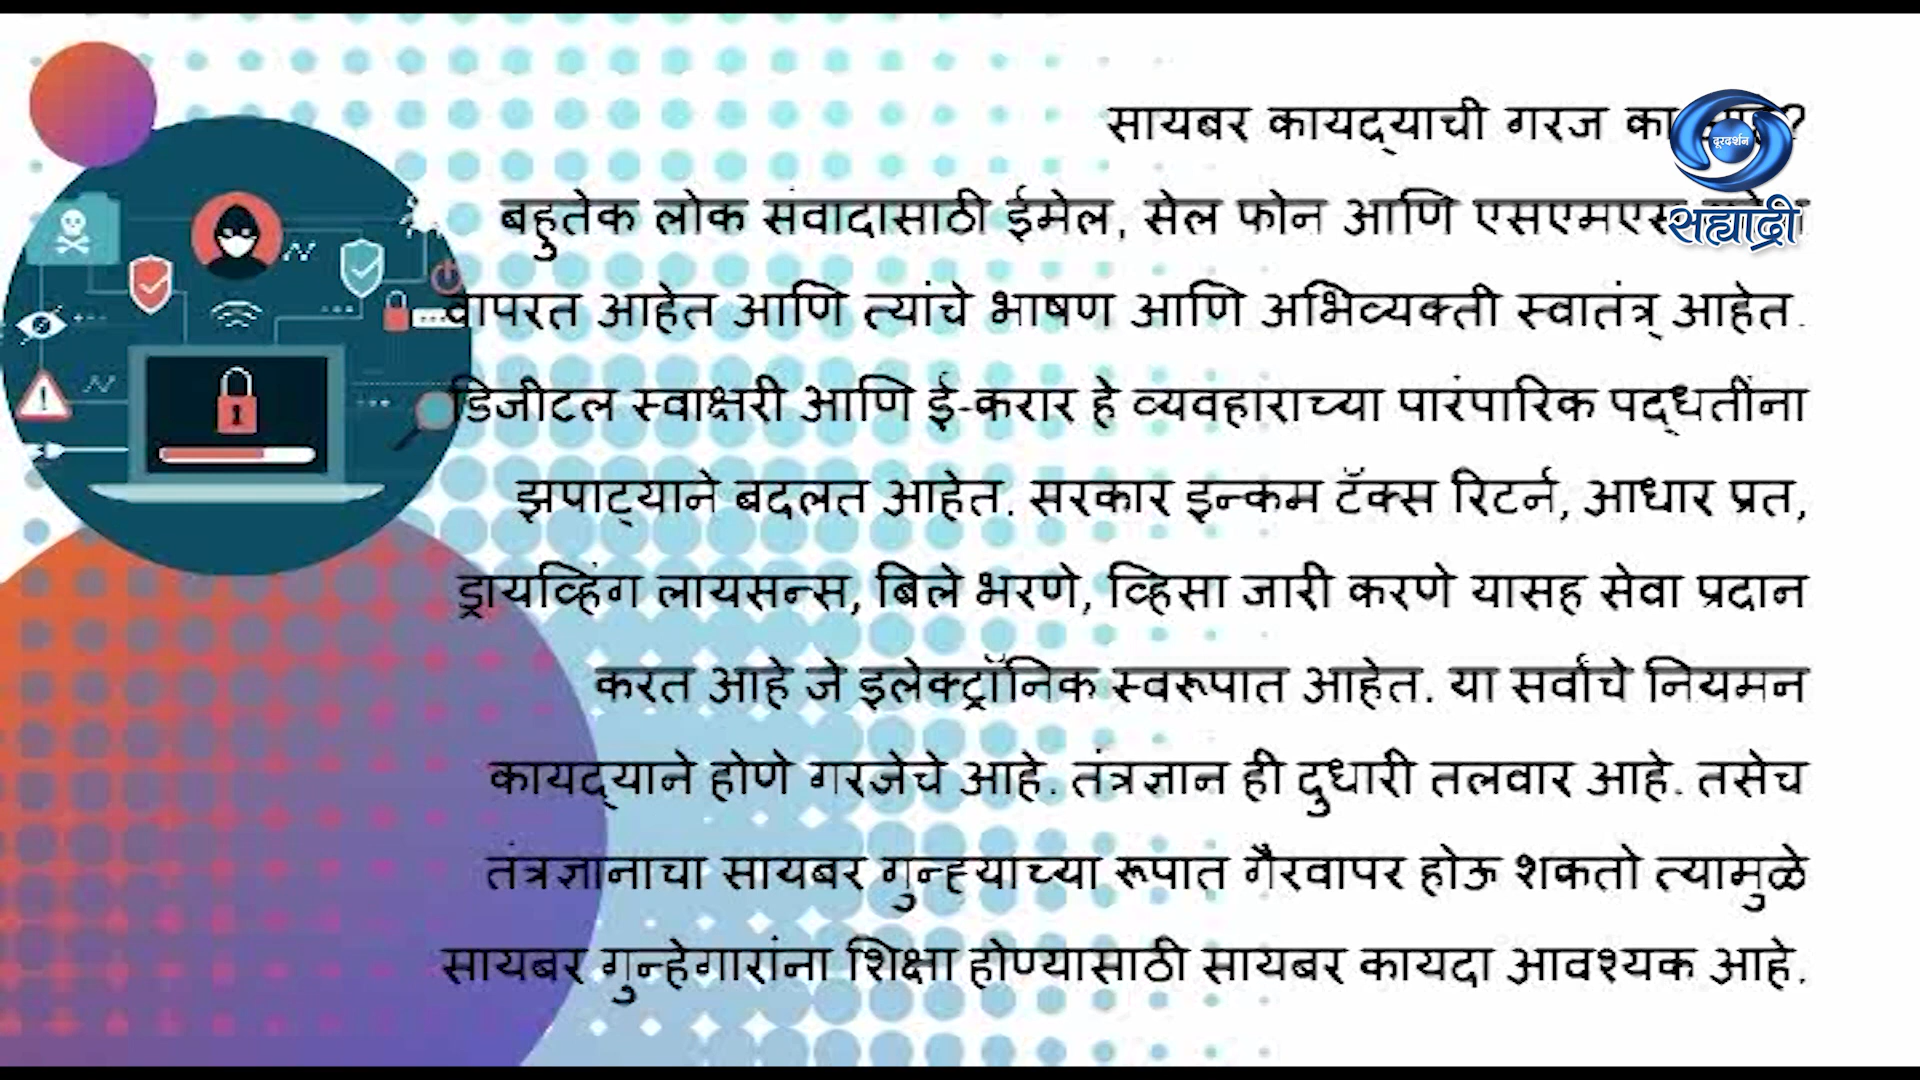 सायबर कायद्याची गरज का ?
दूरदर्शन
सह्याद्री
बहुतेक लोक संवादासाठी ईमेल, सेल फोन आणि एसएमएस
वापरत आहेत आणि त्यांचे भाषण आणि अभिव्यक्ती स्वातंत्र् आहेत.
डिजीटल स्वाक्षरी आणि ई-करार हे व्यवहाराच्या पारंपारिक पद्धतींना
झपाट्याने बदलत आहेत. सरकार इन्कम टॅक्स रिटर्न, आधार प्रत,
ड्रायव्हिंग लायसन्स, बिले भरणे, व्हिसा जारी करणे यासह सेवा प्रदान
करत आहे जे इलेक्ट्रॉनिक स्वरूपात आहेत. या सर्वांचे नियमन
कायद्याने होणे गरजेचे आहे. तंत्रज्ञान ही दुधारी तलवार आहे. तसेच
तंत्रज्ञानाचा सायबर गुन्ह्याच्या रूपात गैरवापर होऊ शकतो त्यामुळे
सायबर गुन्हेगारांना शिक्षा होण्यासाठी सायबर कायदा आवश्यक आहे.